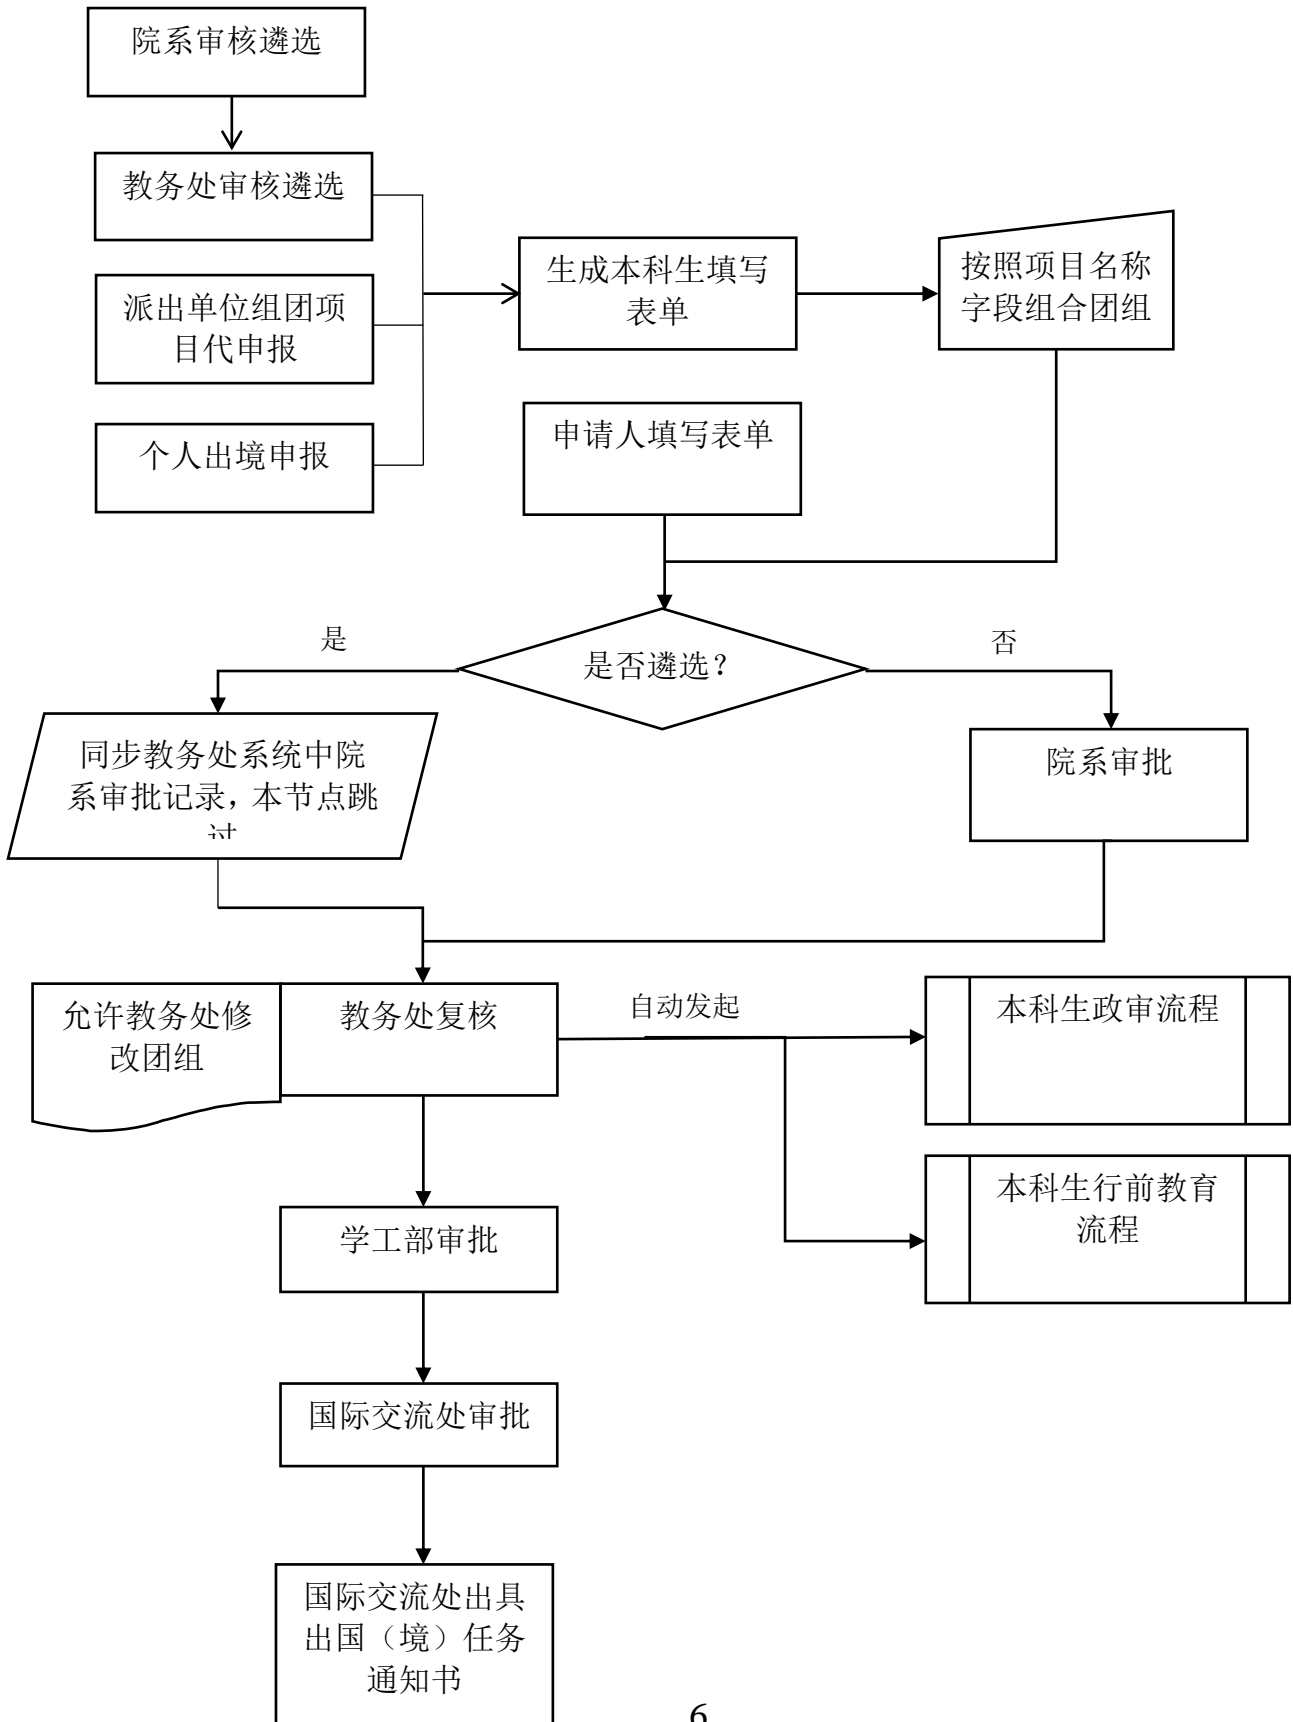 院系审核遴选
教务处审核遴选
派出单位组团项
目代申报
个人出境申报
生成本科生填写
表单
按照项目名称
字段组合团组
申请人填写表单
是否遴选？
是
否
同步教务处系统中院
系审批记录，本节点跳
过
院系审批
允许教务处修
改团组
教务处复核
自动发起
本科生政审流程
本科生行前教育
流程
学工部审批
国际交流处审批
国际交流处出具
出国（境）任务
通知书
6